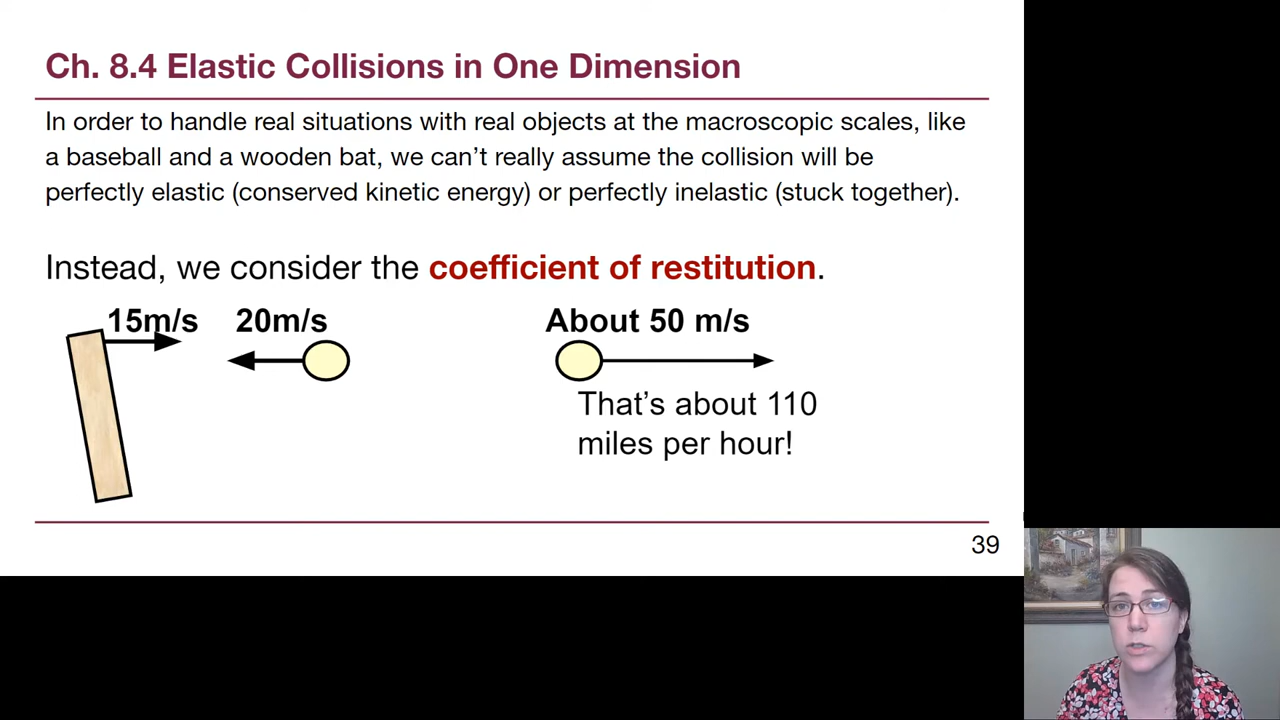 Ch. 8.4 Elastic Collisions in One Dimension
In order to handle real situations with real objects at the macroscopic scales, like
a baseball and a wooden bat, we can't really assume the collision will be
perfectly elastic (conserved kinetic energy) or perfectly inelastic (stuck together).
Instead, we consider the coefficient of restitution.
15m/s 20m/s About 50 m/s
That's about 110
miles per hour!
39